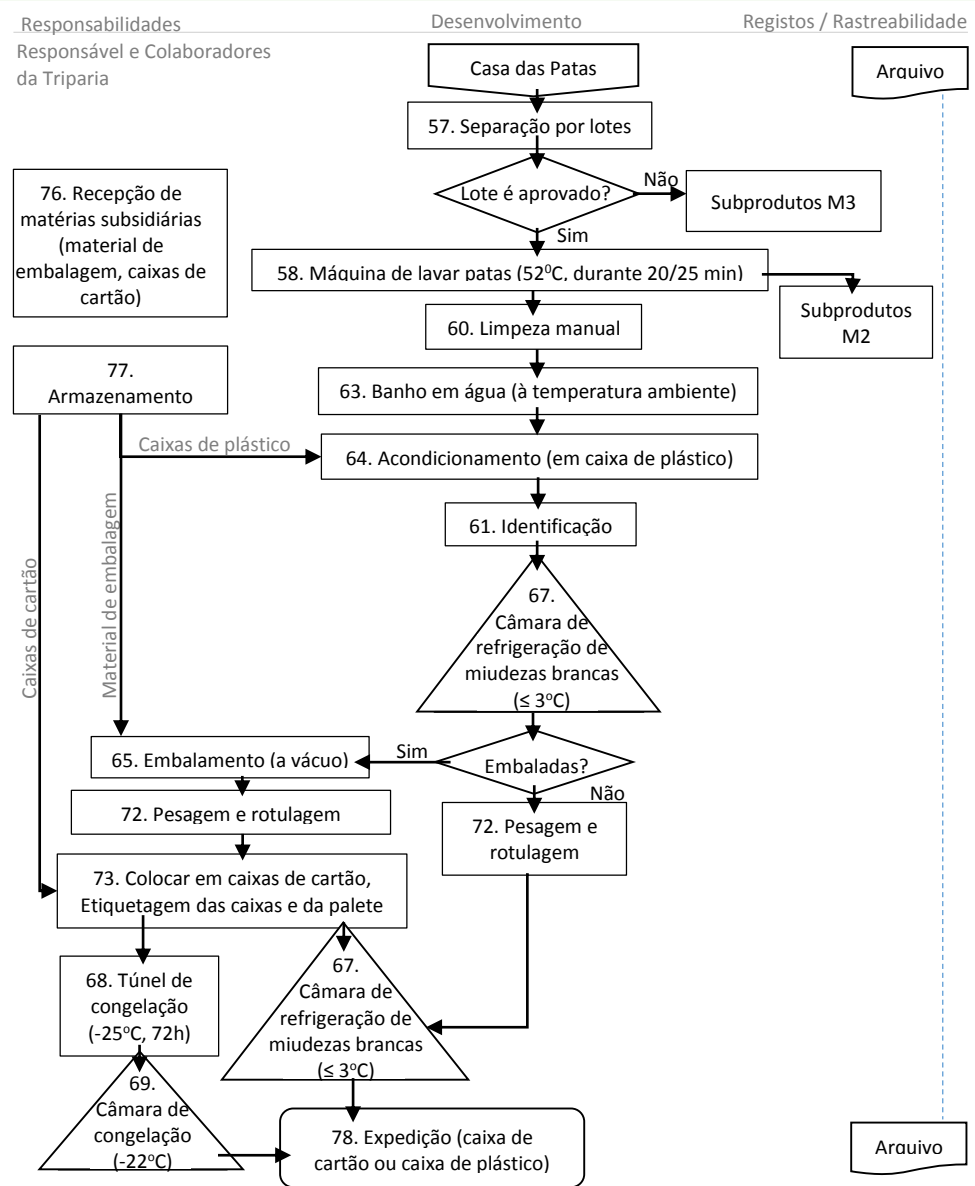 Responsabilidades
Desenvolvimento
Registos / Rastreabilidade
Responsável e Colaboradores
da Triparia
Casa das Patas
Arquivo
57. Separação por lotes
Lote é aprovado?
Não
Subprodutos M3
Sim
76. Recepção de
matérias subsidiárias
(material de
embalagem, caixas de
cartão)
58. Máquina de lavar patas (52⁰C, durante 20/25 min)
Subprodutos
M2
60. Limpeza manual
77.
Armazenamento
63. Banho em água (à temperatura ambiente)
Caixas de plástico
64. Acondicionamento (em caixa de plástico)
61. Identificação
Caixas de cartão
Material de embalagem
67.
Câmara de
refrigeração de
miudezas brancas
(≤ 3ºC)
65. Embalamento (a vácuo)
Sim
Embaladas?
Não
72. Pesagem e rotulagem
72. Pesagem e
rotulagem
73. Colocar em caixas de cartão,
Etiquetagem das caixas e da palete
68. Túnel de
congelação
(-25ºC, 72h)
67.
Câmara de
refrigeração de
miudezas brancas
(≤ 3ºC)
69.
Câmara de
congelação
(-22ºC)
78. Expedição (caixa de
cartão ou caixa de plástico)
Arquivo